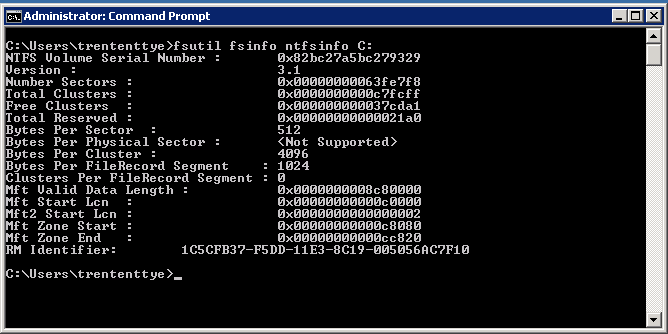 Administrator: Command Prompt
C:\Users\trententtye>fsutil fsinfo ntfsinfo C:
NTFS Volume Serial Number :        0x82bc27a5bc279329
Version :                          3.1
Number Sectors :                   0x00000000063fe7f8
Total Clusters :                   0x0000000000c7fcff
Free Clusters  :                   0x000000000037cda1
Total Reserved :                   0x00000000000021a0
Bytes Per Sector  :                512
Bytes Per Physical Sector :        <Not Supported>
Bytes Per Cluster :                4096
Bytes Per FileRecord Segment    :  1024
Clusters Per FileRecord Segment :  0
Mft Valid Data Length :            0x0000000008c80000
Mft Start Lcn  :                   0x00000000000c0000
Mft2 Start Lcn :                   0x0000000000000002
Mft Zone Start :                   0x00000000000c8080
Mft Zone End   :                   0x00000000000cc820
RM Identifier:        1C5CFB37-F5DD-11E3-8C19-005056AC7F10
C:\Users\trententtye>_